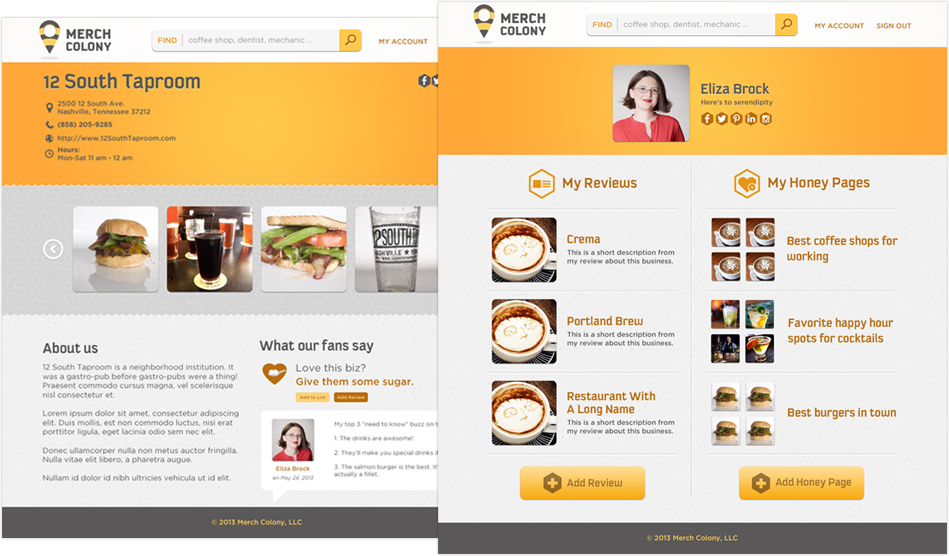 MERCH
COLONY
FIND
coffee shop, dentist, mechanic ...
MY ACCOUNT
12 South Taproom
2500 12 South Ave.
Nashville, Tennessee 37212
(858) 205-9285
http://www.12SouthTaproom.com
Hours:
Mon-Sat 11 am - 12 am
12SOUTH
About us
12 South Taproom is a neighborhood institution. It
was a gastro-pub before gastro-pubs were a thing!
Praesent commodo cursus magna, vel scelerisque
nisl consectetur et.
Lorem ipsum dolor sit amet, consectetur adipiscing
elit. Duis mollis, est non commodo luctus, nisi erat
porttitor ligula, eget lacinia odio sem nec elit.
Donec ullamcorper nulla non metus auctor fringilla.
Nulla vitae elit libero, a pharetra augue.
Nullam id dolor id nibh ultricies vehicula ut id elit.
What our fans say
Love this biz?
Give them some sugar.
Add to List
Add Review
Eliza Brock
on May 24, 2013
My top 3 "need to know" buzz on t
1. The drinks are awesome!
2. They'll make you special drinks if
3. The salmon burger is the best. It'
actually a fillet.
© 2013 Merch Colony, LLC
MERCH
COLONY
FIND
coffee shop, dentist, mechanic ...
MY ACCOUNT
SIGN OUT
Eliza Brock
Here's to serendipity
My Reviews
Crema
This is a short description from
my review about this business.
Portland Brew
This is a short description from
my review about this business.
Restaurant With
A Long Name
This is a short description from
my review about this business.
Add Review
My Honey Pages
Best coffee shops for
working
Favorite happy hour
spots for cocktails
Best burgers in town
Add Honey Page
© 2013 Merch Colony, LLC